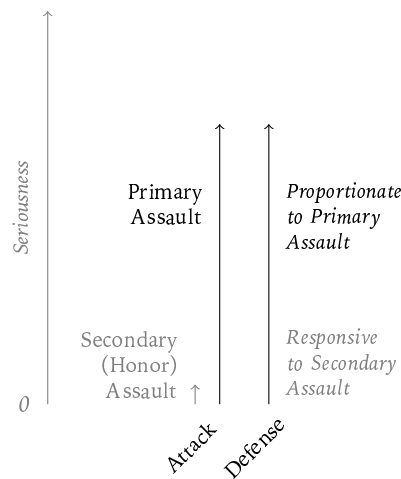 Seriousness
Primary
Assault
Proportionate
to Primary
Assault
Secondary
(Honor)
Assault
Responsive
to Secondary
Assault
0
Attack
Defense